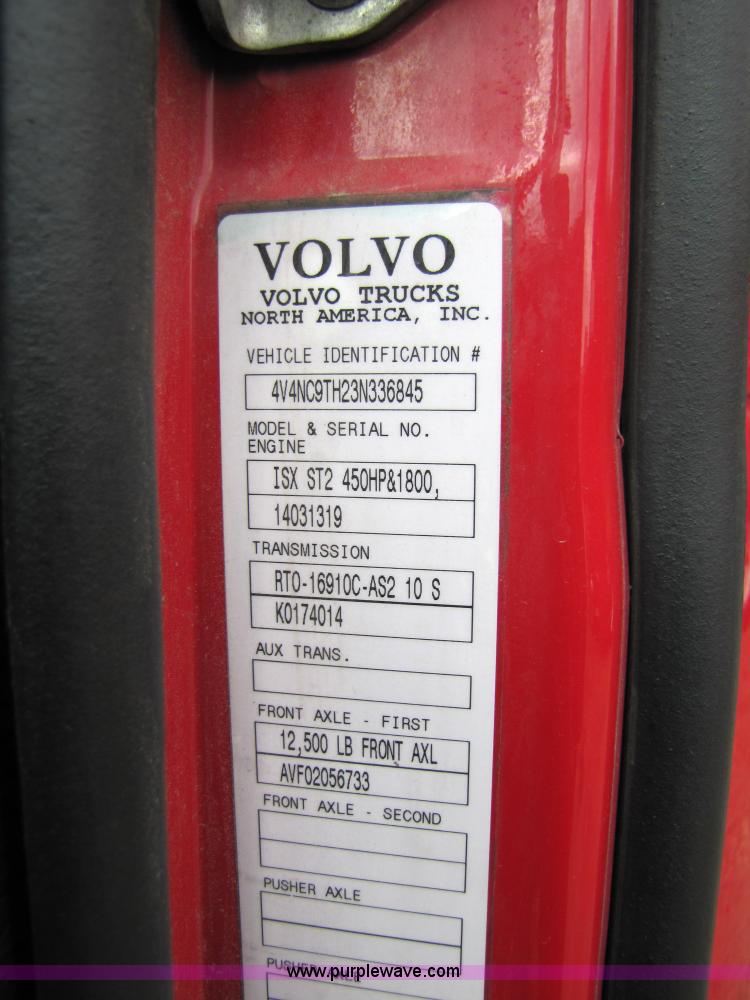 VOLVO
VOLVO TRUCKS
NORTH AMERICA, INC.
VEHICLE IDENTIFICATION #
4V4NC9TH23N336845
MODEL & SERIAL NO.
ENGINE
ISX ST2 450HP&1800,
14031319
TRANSMISSION
RTO-16910C-AS2 10 S
K0174014
AUX TRANS.
FRONT AXLE - FIRST
12,500 LB FRONT AXL
AVF02056733
FRONT AXLE - SECOND
PUSHER AXLE
PUSHER AXLE
www.purplewave.com